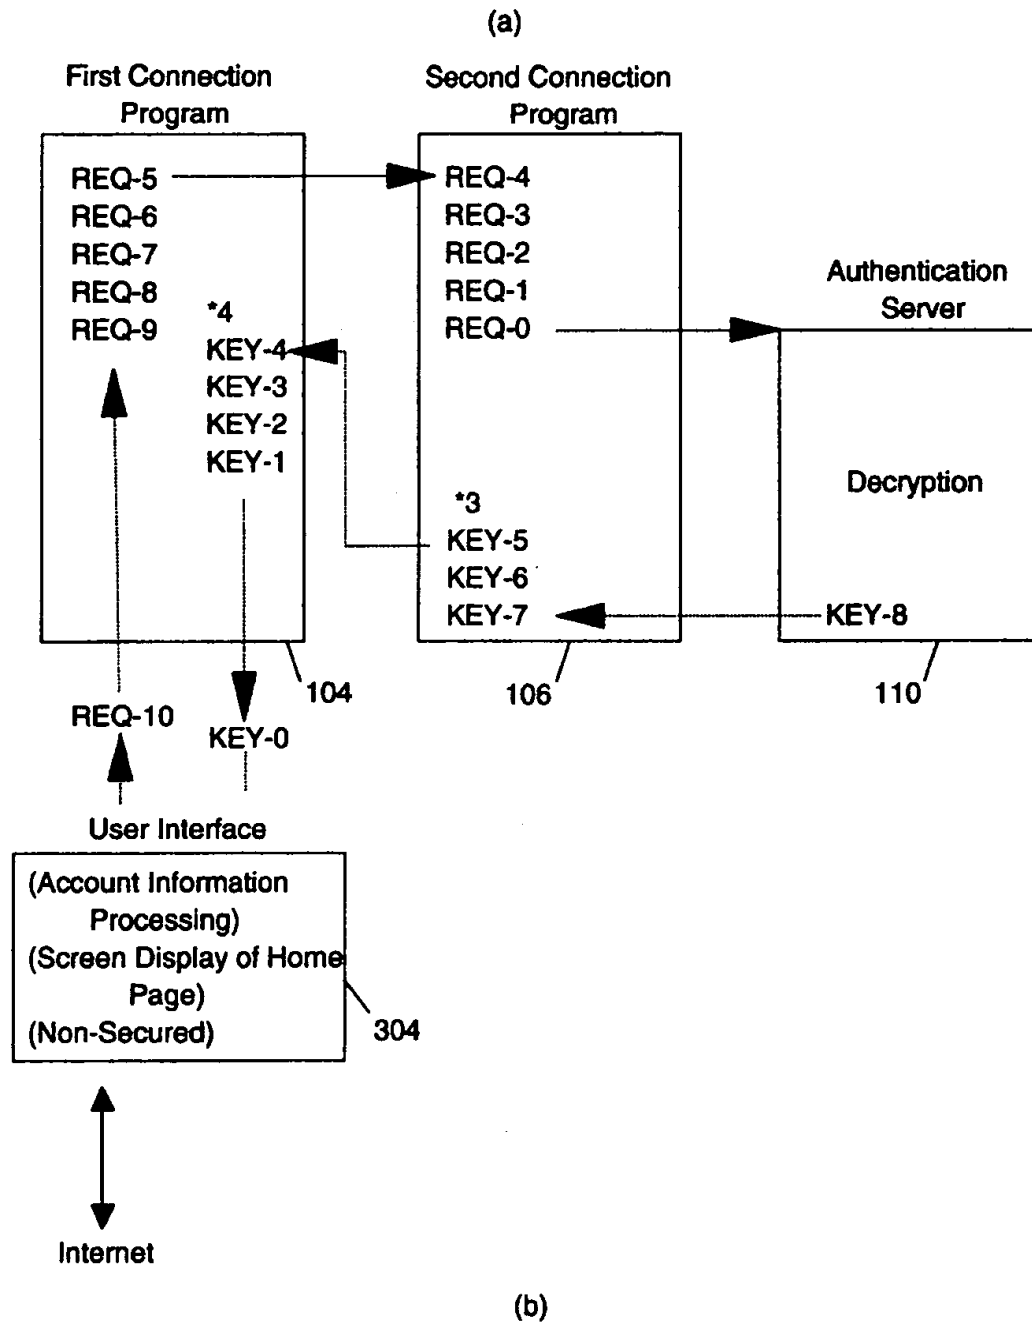 (a)
First Connection
Program
Second Connection
Program
REQ-5
REQ-6
REQ-7
REQ-8
REQ-9
*4
KEY-4
KEY-3
KEY-2
KEY-1
REQ-4
REQ-3
REQ-2
REQ-1
REQ-0
*3
KEY-5
KEY-6
KEY-7
Authentication
Server
Decryption
KEY-8
104
106
110
REQ-10
KEY-0
User Interface
(Account Information
Processing)
(Screen Display of Home
Page)
(Non-Secured)
304
Internet
(b)